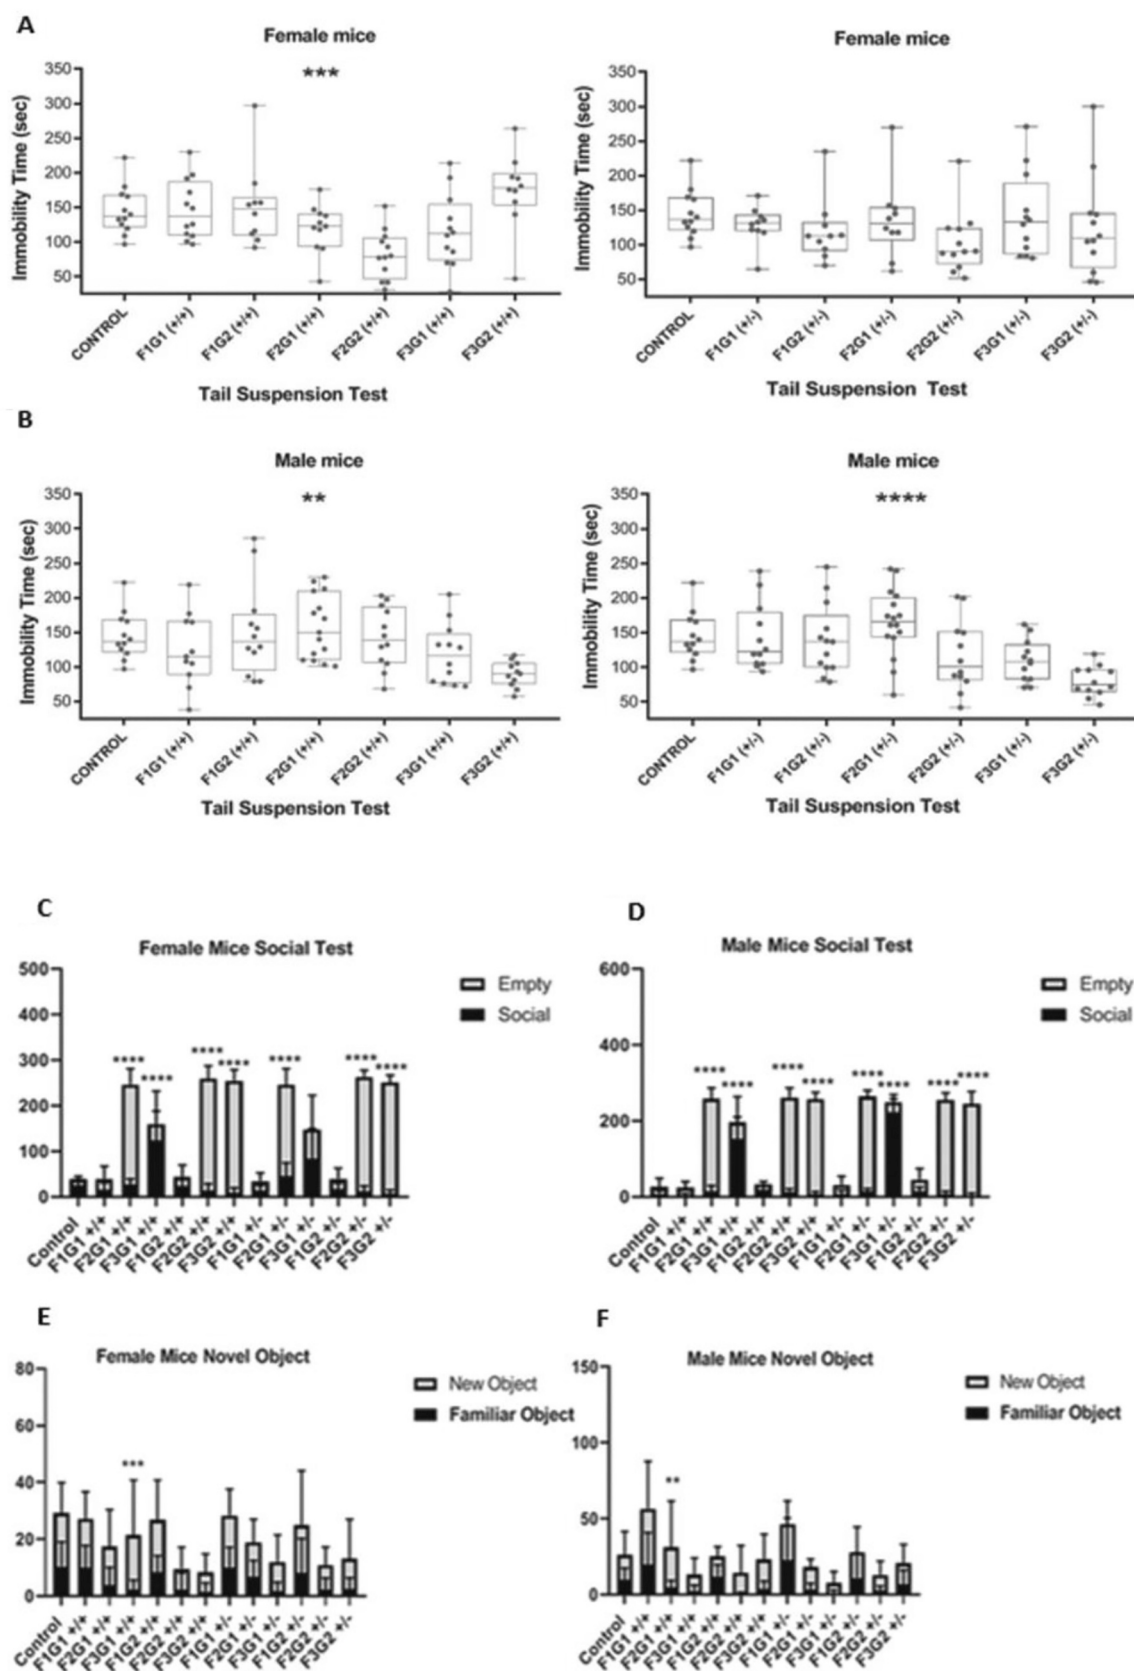 A
Female mice
Female mice
***
Immobility Time (sec)
350
300
250
200
150
100
50
CONTROL
F1G1 (+/+)
F1G2 (+/+)
F2G1 (+/+)
F2G2 (+/+)
F3G1 (+/+)
F3G2 (+/+)
Tail Suspension Test
Immobility Time (sec)
350
300
250
200
150
100
50
CONTROL
F1G1 (+/-)
F1G2 (+/-)
F2G1 (+/-)
F2G2 (+/-)
F3G1 (+/-)
F3G2 (+/-)
Tail Suspension Test
B
Male mice
**
Immobility Time (sec)
350
300
250
200
150
100
50
CONTROL
F1G1 (+/+)
F1G2 (+/+)
F2G1 (+/+)
F2G2 (+/+)
F3G1 (+/+)
F3G2 (+/+)
Tail Suspension Test
Male mice
****
Immobility Time (sec)
350
300
250
200
150
100
50
CONTROL
F1G1 (+/-)
F1G2 (+/-)
F2G1 (+/-)
F2G2 (+/-)
F3G1 (+/-)
F3G2 (+/-)
Tail Suspension Test
C
Female Mice Social Test
500
400
300
200
100
0
**** **** **** **** **** **** ****
Empty
Social
Control
F1G1 +/+
F2G1 +/+
F3G1 +/+
F1G2 +/+
F2G2 +/+
F3G2 +/+
F1G1 +/-
F2G1 +/-
F3G1 +/-
F1G2 +/-
F2G2 +/-
F3G2 +/-
D
Male Mice Social Test
600
400
200
0
**** **** **** **** **** **** **** ****
Empty
Social
Control
F1G1 +/+
F2G1 +/+
F3G1 +/+
F1G2 +/+
F2G2 +/+
F3G2 +/+
F1G1 +/-
F2G1 +/-
F3G1 +/-
F1G2 +/-
F2G2 +/-
F3G2 +/-
E
Female Mice Novel Object
80
60
40
20
0
***
New Object
Familiar Object
Control
F1G1 +/+
F2G1 +/+
F3G1 +/+
F1G2 +/+
F2G2 +/+
F3G2 +/+
F1G1 +/-
F2G1 +/-
F3G1 +/-
F1G2 +/-
F2G2 +/-
F3G2 +/-
F
Male Mice Novel Object
150
100
50
0
**
New Object
Familiar Object
Control
F1G1 +/+
F2G1 +/+
F3G1 +/+
F1G2 +/+
F2G2 +/+
F3G2 +/+
F1G1 +/-
F2G1 +/-
F3G1 +/-
F1G2 +/-
F2G2 +/-
F3G2 +/-